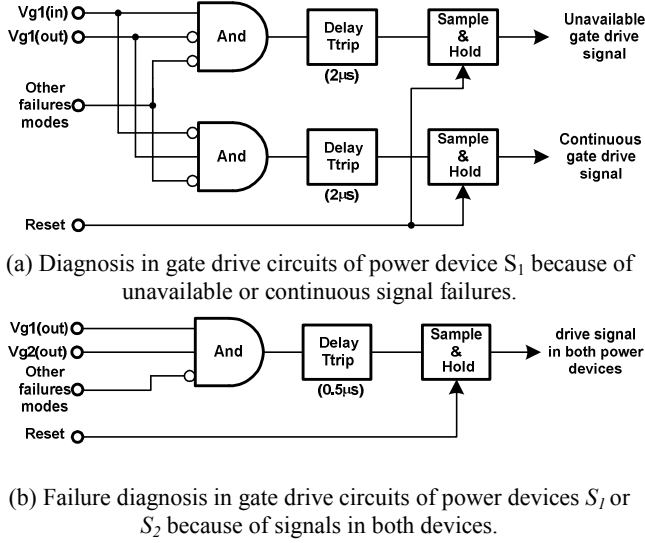 Vg1(in)
Vg1(out)
Other
failures
modes
Reset
And
Delay
Ttrip
(2μs)
Sample
&
Hold
Unavailable
gate drive
signal
And
Delay
Ttrip
(2μs)
Sample
&
Hold
Continuous
gate drive
signal
(a) Diagnosis in gate drive circuits of power device S1 because of
unavailable or continuous signal failures.
Vg1(out)
Vg2(out)
Other
failures
modes
Reset
And
Delay
Ttrip
(0.5μs)
Sample
&
Hold
drive signal
in both power
devices
(b) Failure diagnosis in gate drive circuits of power devices S1 or
S2 because of signals in both devices.